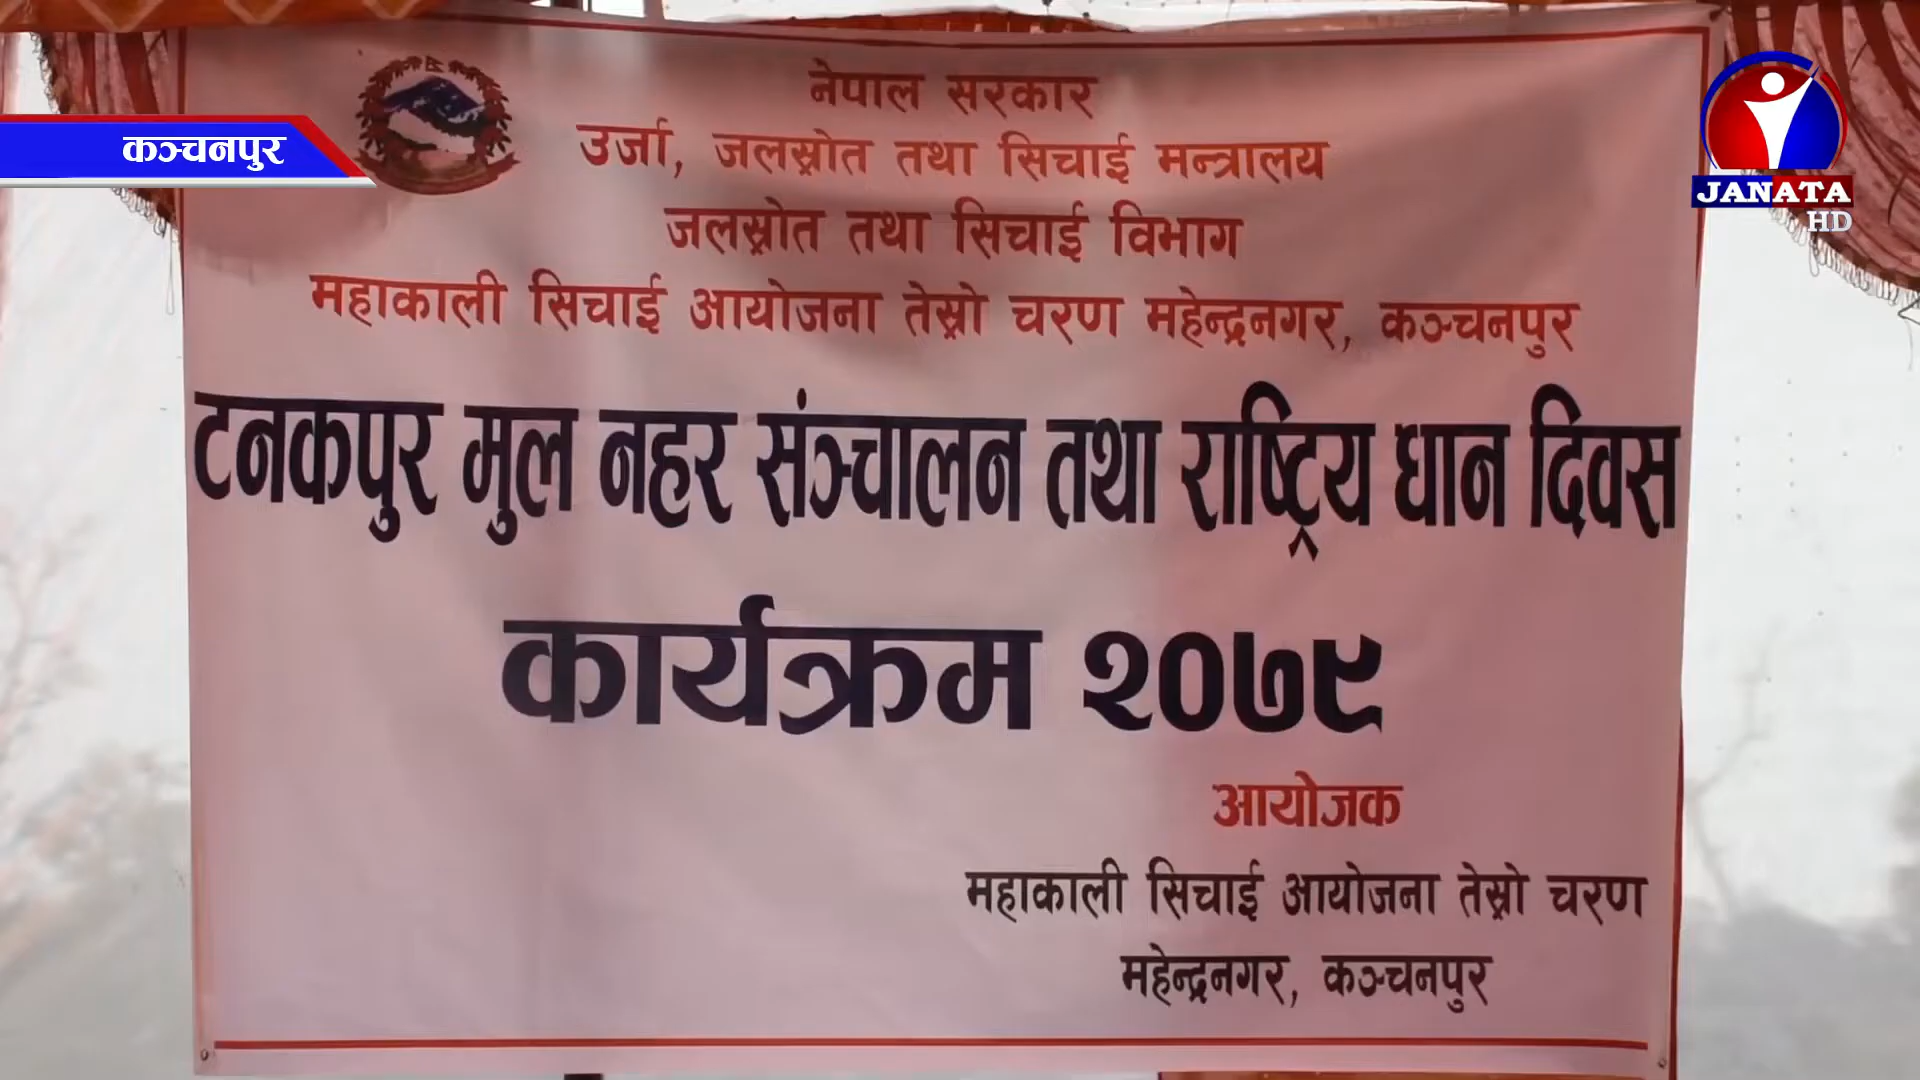 नेपाल सरकार
उर्जा, जलस्रोत तथा सिचाई मन्त्रालय
जलस्रोत तथा सिचाई विभाग
महाकाली सिचाई आयोजना तेस्रो चरण महेन्द्रनगर, कञ्चनपुर
टनकपुर मुल नहर संञ्चालन तथा राष्ट्रिय धान दिवस
कार्यक्रम २०७९
आयोजक
महाकाली सिचाई आयोजना तेस्रो चरण
महेन्द्रनगर, कञ्चनपुर
कञ्चनपुर
JANATA
HD